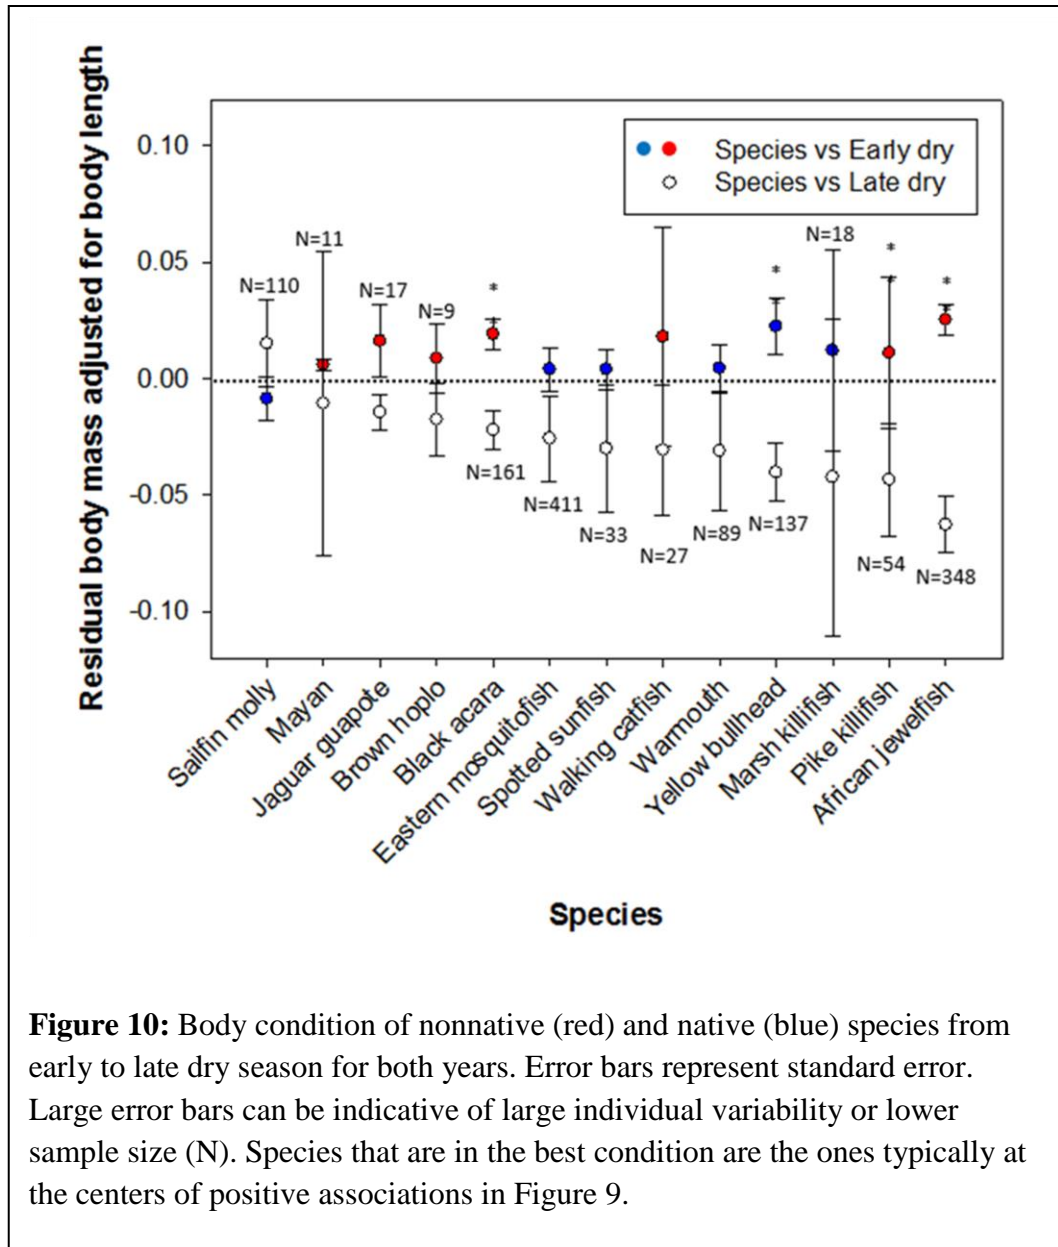 Residual body mass adjusted for body length
0.10
0.05
0.00
-0.05
-0.10
Species vs Early dry
Species vs Late dry
N=110
N=11
N=17
N=9
*
*
N=161
N=411
N=33
N=27
N=89
*
*
N=137
N=18
*
*
N=54
*
*
N=348
Sailfin molly
Mayan
Jaguar guapote
Brown hoplo
Black acara
Eastern mosquitofish
Spotted sunfish
Walking catfish
Warmouth
Yellow bullhead
Marsh killifish
Pike killifish
African jewelfish
Species
Figure 10: Body condition of nonnative (red) and native (blue) species from
early to late dry season for both years. Error bars represent standard error.
Large error bars can be indicative of large individual variability or lower
sample size (N). Species that are in the best condition are the ones typically at
the centers of positive associations in Figure 9.